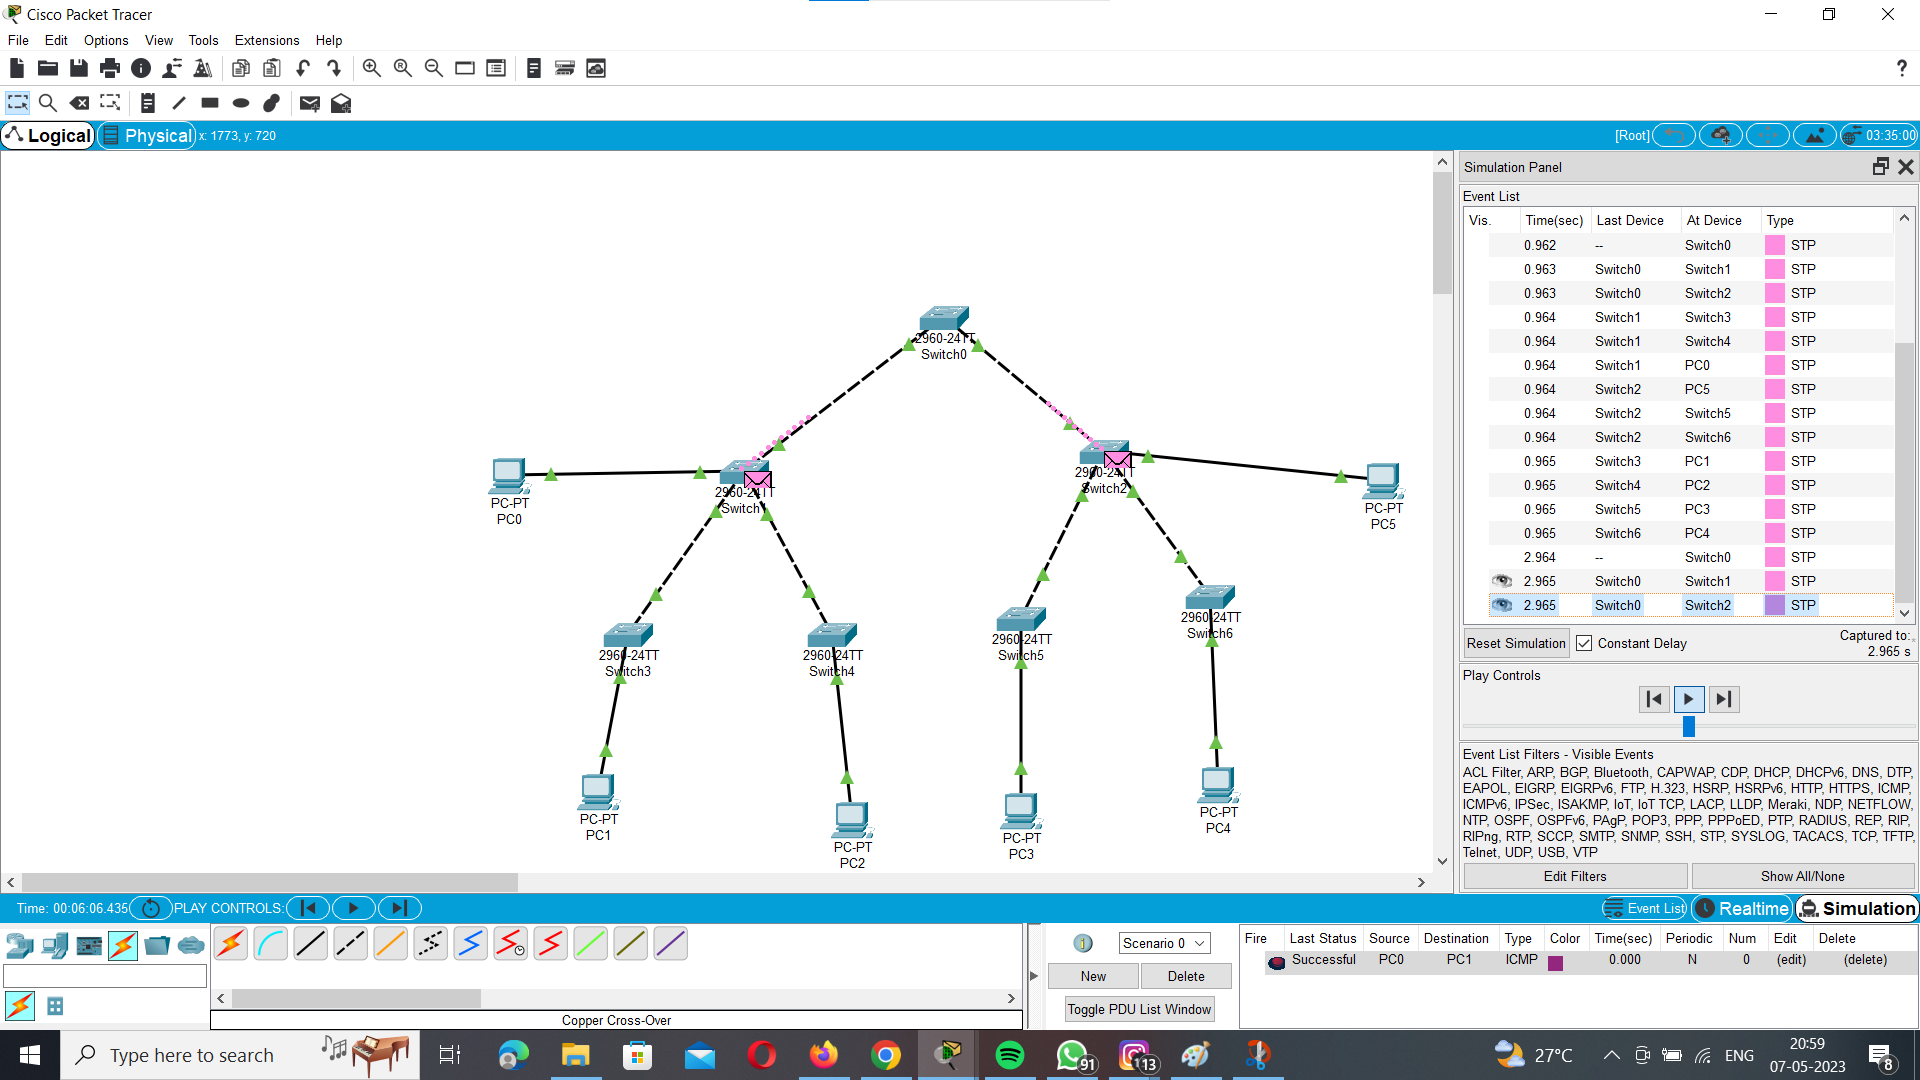 Cisco Packet Tracer
File Edit Options View Tools Extensions Help
?
Logical Physical x: 1773, y: 720 [Root] 03:35:00
Simulation Panel
Event List
Vis. Time(sec) Last Device At Device Type
0.962 -- Switch0 STP
0.963 Switch0 Switch1 STP
0.963 Switch0 Switch2 STP
0.964 Switch1 Switch3 STP
0.964 Switch1 Switch4 STP
0.964 Switch1 PC0 STP
0.964 Switch2 PC5 STP
0.964 Switch2 Switch5 STP
0.964 Switch2 Switch6 STP
0.965 Switch3 PC1 STP
0.965 Switch4 PC2 STP
0.965 Switch5 PC3 STP
0.965 Switch6 PC4 STP
2.964 -- Switch0 STP
2.965 Switch0 Switch1 STP
2.965 Switch0 Switch2 STP
Reset Simulation Constant Delay Captured to:
2.965 s
Play Controls
Event List Filters - Visible Events
ACL Filter, ARP, BGP, Bluetooth, CAPWAP, CDP, DHCP, DHCPv6, DNS, DTP,
EAPOL, EIGRP, EIGRPv6, FTP, H.323, HSRP, HSRPv6, HTTP, HTTPS, ICMP,
ICMPv6, IPSec, ISAKMP, IoT, IoT TCP, LACP, LLDP, Meraki, NDP, NETFLOW,
NTP, OSPF, OSPFv6, PAgP, POP3, PPP, PPPoED, PTP, RADIUS, REP, RIP,
RIPng, RTP, SCCP, SMTP, SNMP, SSH, STP, SYSLOG, TACACS, TCP, TFTP,
Telnet, UDP, USB, VTP
Edit Filters Show All/None
2960-24TT
Switch0
PC-PT
PC0
2960-24TT
Switch
2960-24TT
Switch2
PC-PT
PC5
2960-24TT
Switch3
2960-24TT
Switch4
2960-24TT
Switch5
2960-24TT
Switch6
PC-PT
PC1
PC-PT
PC2
PC-PT
PC3
PC-PT
PC4
Time: 00:06:06.435 PLAY CONTROLS: Event List Realtime Simulation
Copper Cross-Over
Scenario 0
New Delete
Toggle PDU List Window
Fire Last Status Source Destination Type Color Time(sec) Periodic Num Edit Delete
Successful PC0 PC1 ICMP 0.000 N 0 (edit) (delete)
Type here to search
91
113
27°C ENG
20:59
07-05-2023
8